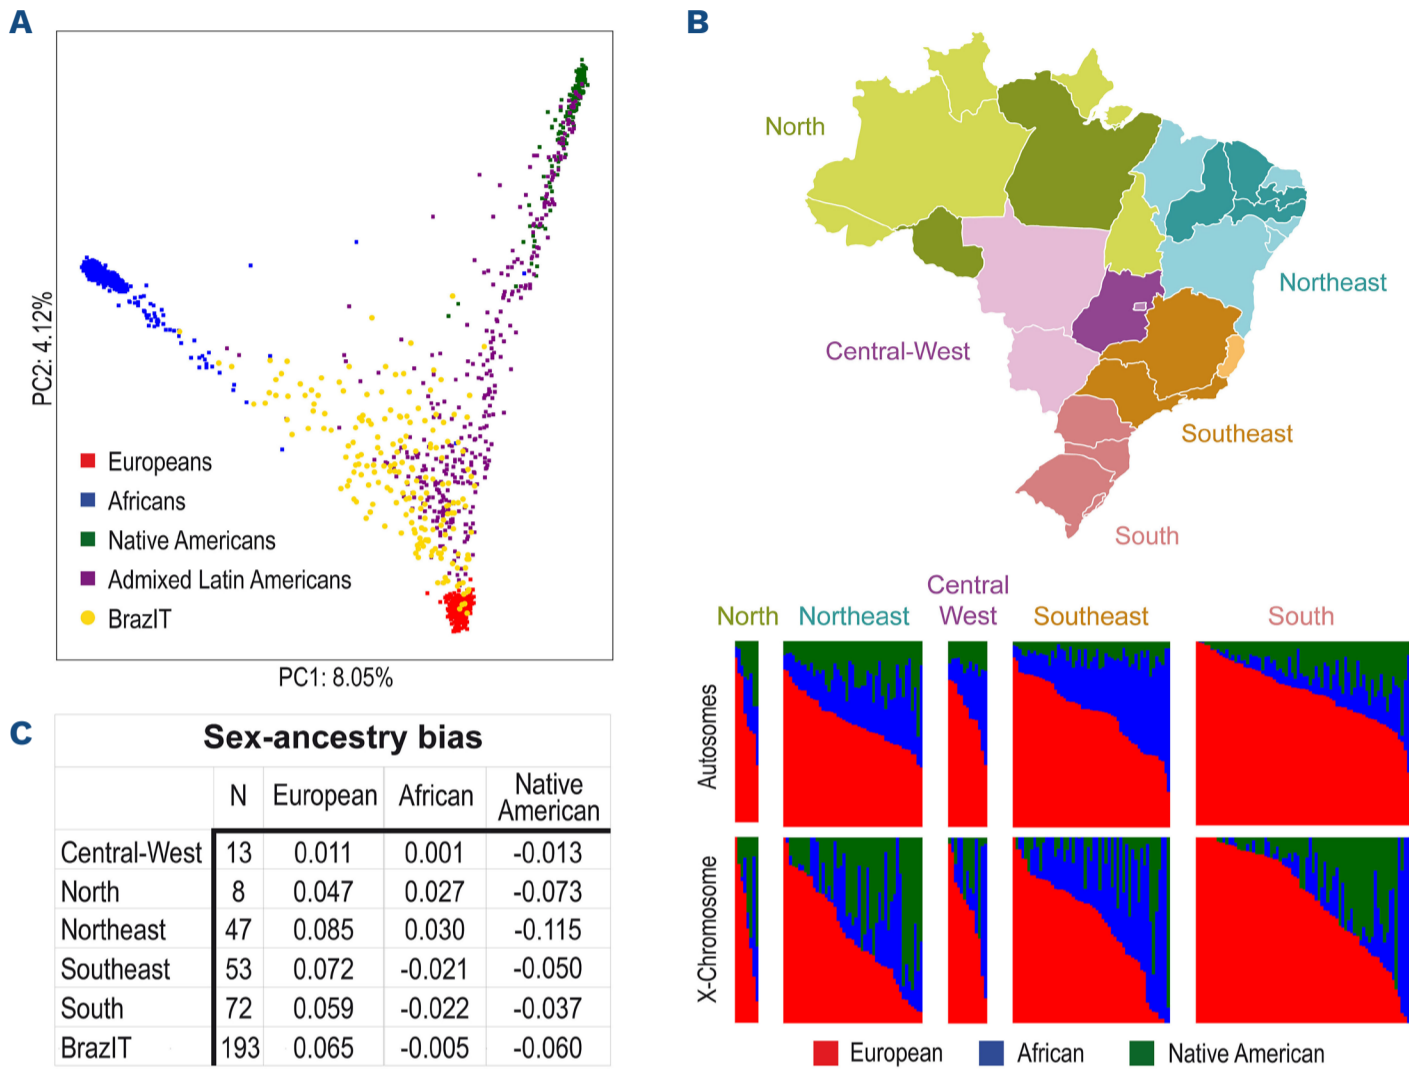 A
PC2: 4.12%
Europeans
Africans
Native Americans
Admixed Latin Americans
BrazIT
PC1: 8.05%
B
North
Northeast
Central-West
Southeast
South
North
Northeast
Central
West
Southeast
South
Autosomes
X-Chromosome
European
African
Native American
C
Sex-ancestry bias
N European African Native
American
Central-West 13 0.011 0.001 -0.013
North 8 0.047 0.027 -0.073
Northeast 47 0.085 0.030 -0.115
Southeast 53 0.072 -0.021 -0.050
South 72 0.059 -0.022 -0.037
BrazIT 193 0.065 -0.005 -0.060